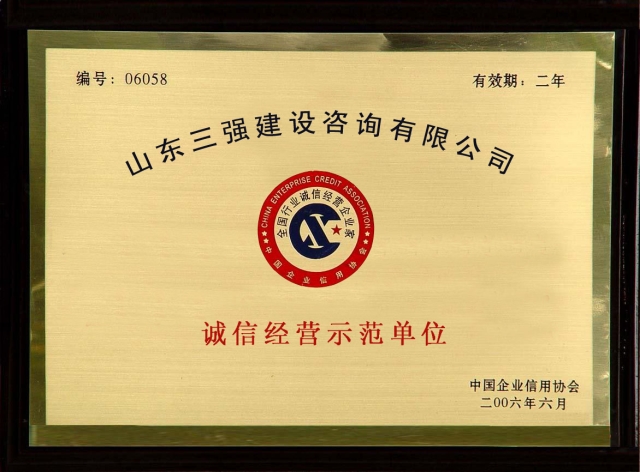 编号：06058
有效期：二年
山东三强建设咨询有限公司
CHINA ENTERPRISE CREDIT ASSOCIATION
全国行业诚信经营企业家
中国企业信用协会
诚信经营示范单位
中国企业信用协会
二00六年六月